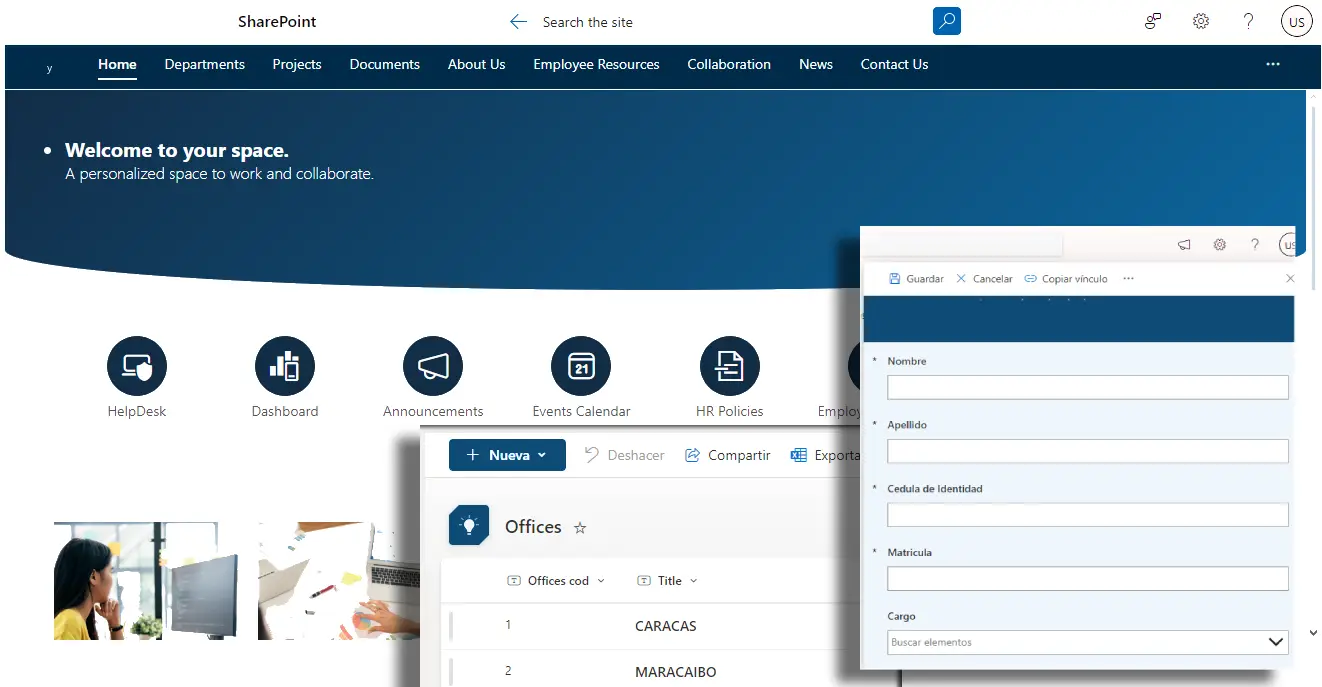 SharePoint
Search the site
US
y
Home Departments Projects Documents About Us Employee Resources Collaboration News Contact Us
Welcome to your space.
A personalized space to work and collaborate.
HelpDesk
Dashboard
Announcements
21
Events Calendar
HR Policies
Employ
Nueva
Deshacer
Compartir
Exporta
Offices
Offices cod Title
1 CARACAS
2 MARACAIBO
US
Guardar Cancelar Copiar vínculo
* Nombre
* Apellido
* Cedula de Identidad
* Matricula
Cargo
Buscar elementos